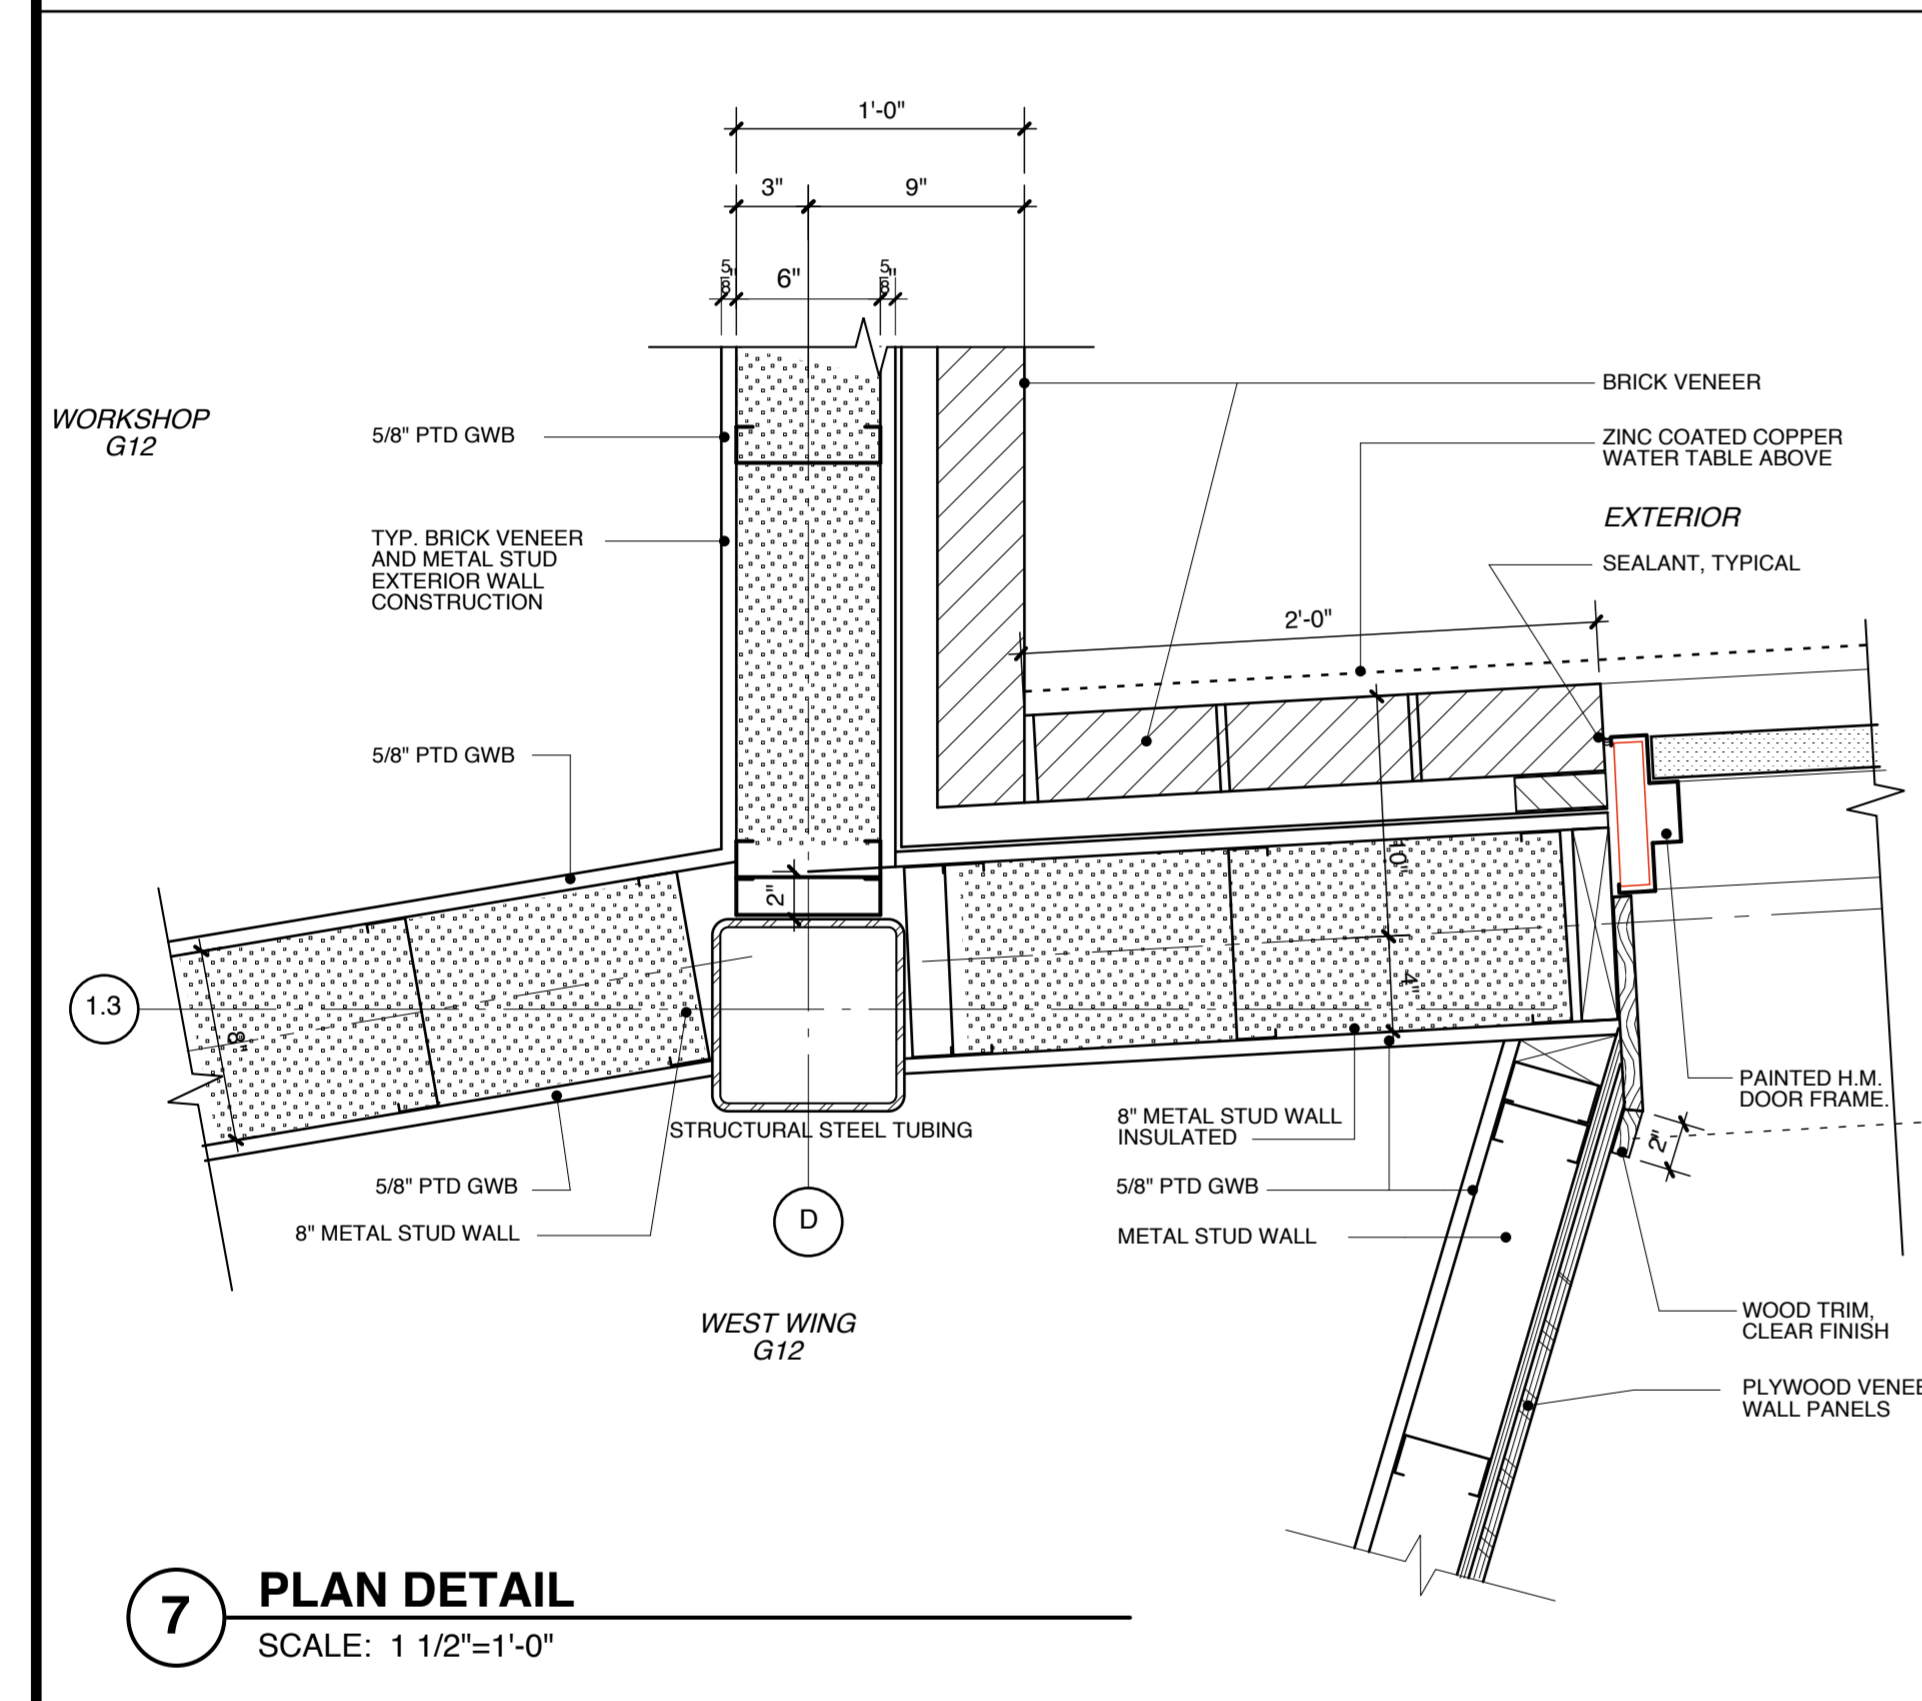 1'-0"
3"
9"
5/8"
6"
5/8"
WORKSHOP
G12
5/8" PTD GWB
TYP. BRICK VENEER
AND METAL STUD
EXTERIOR WALL
CONSTRUCTION
5/8" PTD GWB
BRICK VENEER
ZINC COATED COPPER
WATER TABLE ABOVE
EXTERIOR
SEALANT, TYPICAL
2'-0"
10"
2"
4"
1.3
8"
STRUCTURAL STEEL TUBING
8" METAL STUD WALL
INSULATED
PAINTED H.M.
DOOR FRAME.
2"
5/8" PTD GWB
8" METAL STUD WALL
D
5/8" PTD GWB
METAL STUD WALL
WEST WING
G12
WOOD TRIM,
CLEAR FINISH
PLYWOOD VENEE
WALL PANELS
7
PLAN DETAIL
SCALE: 1 1/2"=1'-0"